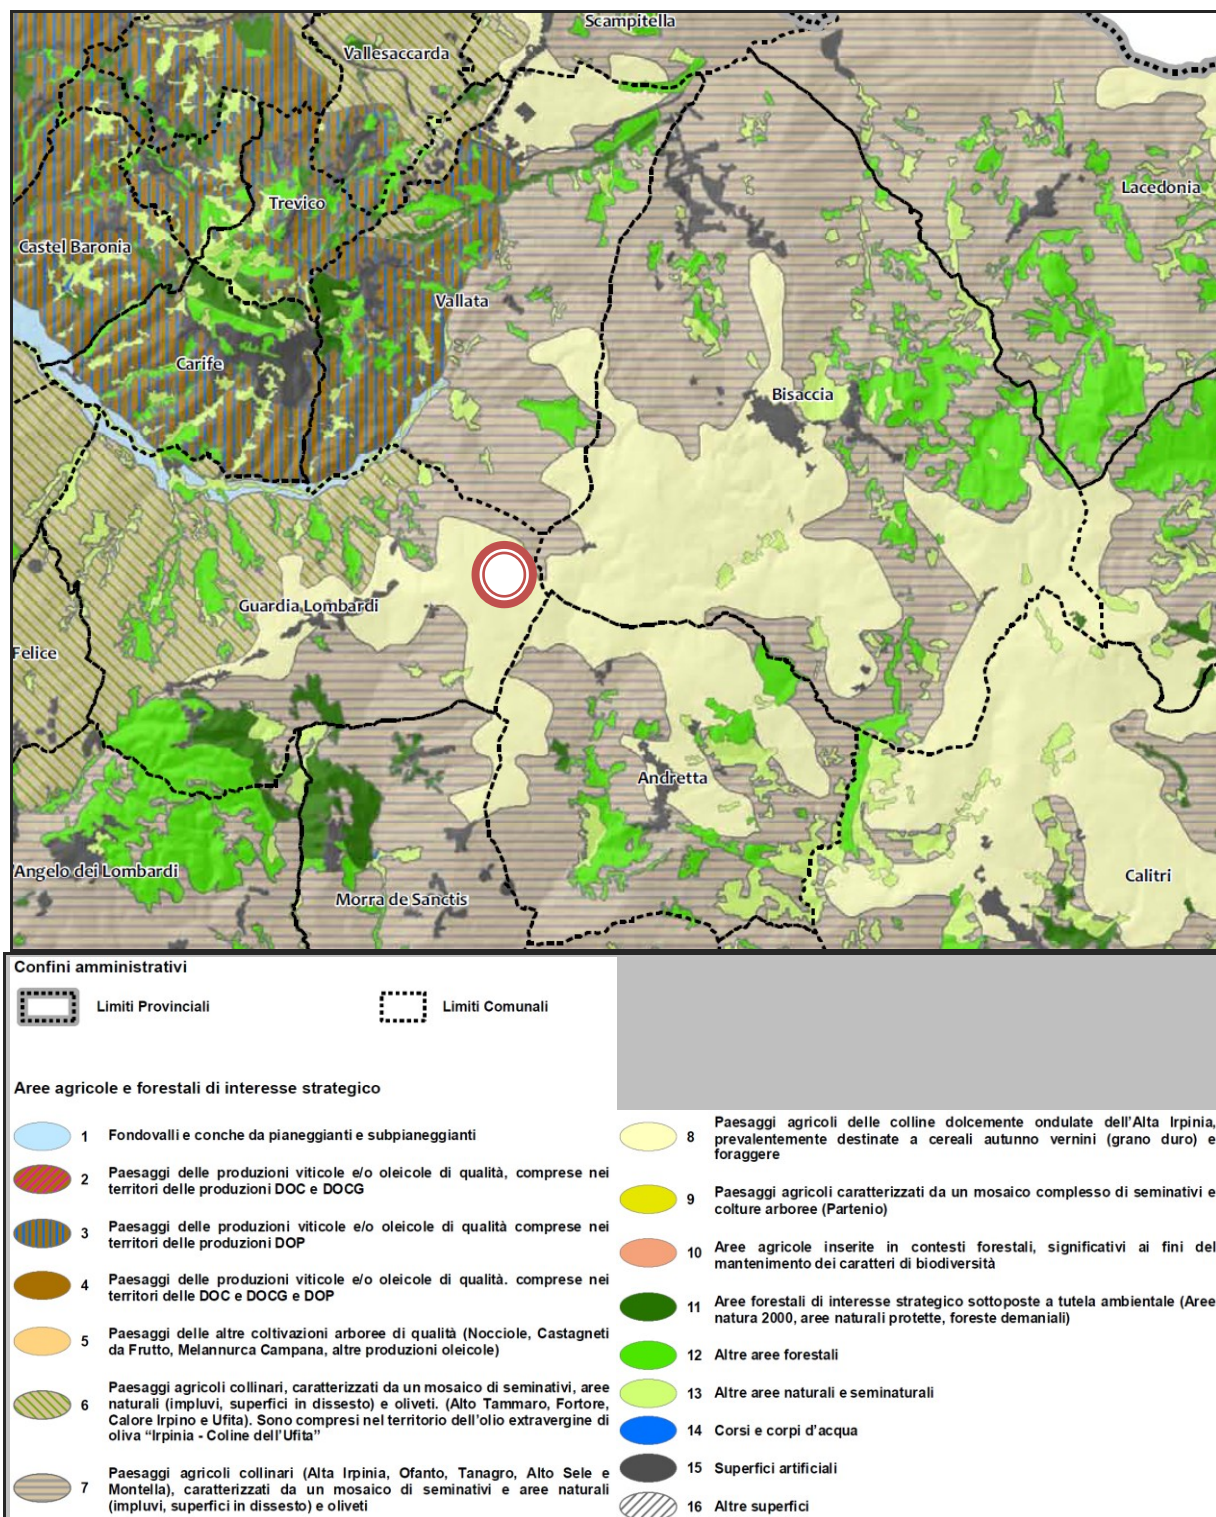 Scampitella
Vallesaccarda
Lacedonia
Trevico
Castel Baronia
Vallata
Carife
Bisaccia
Guardia Lombardi
Felice
Andretta
'Angelo dei Lombardi
Calitri
Morra de Sanctis
Confini amministrativi
Limiti Provinciali
Limiti Comunali
Aree agricole e forestali di interesse strategico
1 Fondovalli e conche da pianeggianti e subpianeggianti
2 Paesaggi delle produzioni viticole e/o oleicole di qualità, comprese nei
territori delle produzioni DOC e DOCG
3 Paesaggi delle produzioni viticole e/o oleicole di qualità comprese nei
territori delle produzioni DOP
4 Paesaggi delle produzioni viticole e/o oleicole di qualità. comprese nei
territori delle DOC e DOCG e DOP
5 Paesaggi delle altre coltivazioni arboree di qualità (Nocciole, Castagneti
da Frutto, Melannurca Campana, altre produzioni oleicole)
6 Paesaggi agricoli collinari, caratterizzati da un mosaico di seminativi, aree
naturali (impluvi, superfici in dissesto) e oliveti. (Alto Tammaro, Fortore,
Calore Irpino e Ufita). Sono compresi nel territorio dell'olio extravergine di
oliva “Irpinia - Coline dell'Ufita”
7 Paesaggi agricoli collinari (Alta Irpinia, Ofanto, Tanagro, Alto Sele e
Montella), caratterizzati da un mosaico di seminativi e aree naturali
(impluvi, superfici in dissesto) e oliveti
8 Paesaggi agricoli delle colline dolcemente ondulate dell'Alta Irpinia,
prevalentemente destinate a cereali autunno vernini (grano duro) e
foraggere
9 Paesaggi agricoli caratterizzati da un mosaico complesso di seminativi e
colture arboree (Partenio)
10 Aree agricole inserite in contesti forestali, significativi ai fini del
mantenimento dei caratteri di biodiversità
11 Aree forestali di interesse strategico sottoposte a tutela ambientale (Aree
natura 2000, aree naturali protette, foreste demaniali)
12 Altre aree forestali
13 Altre aree naturali e seminaturali
14 Corsi e corpi d'acqua
15 Superfici artificiali
16 Altre superfici